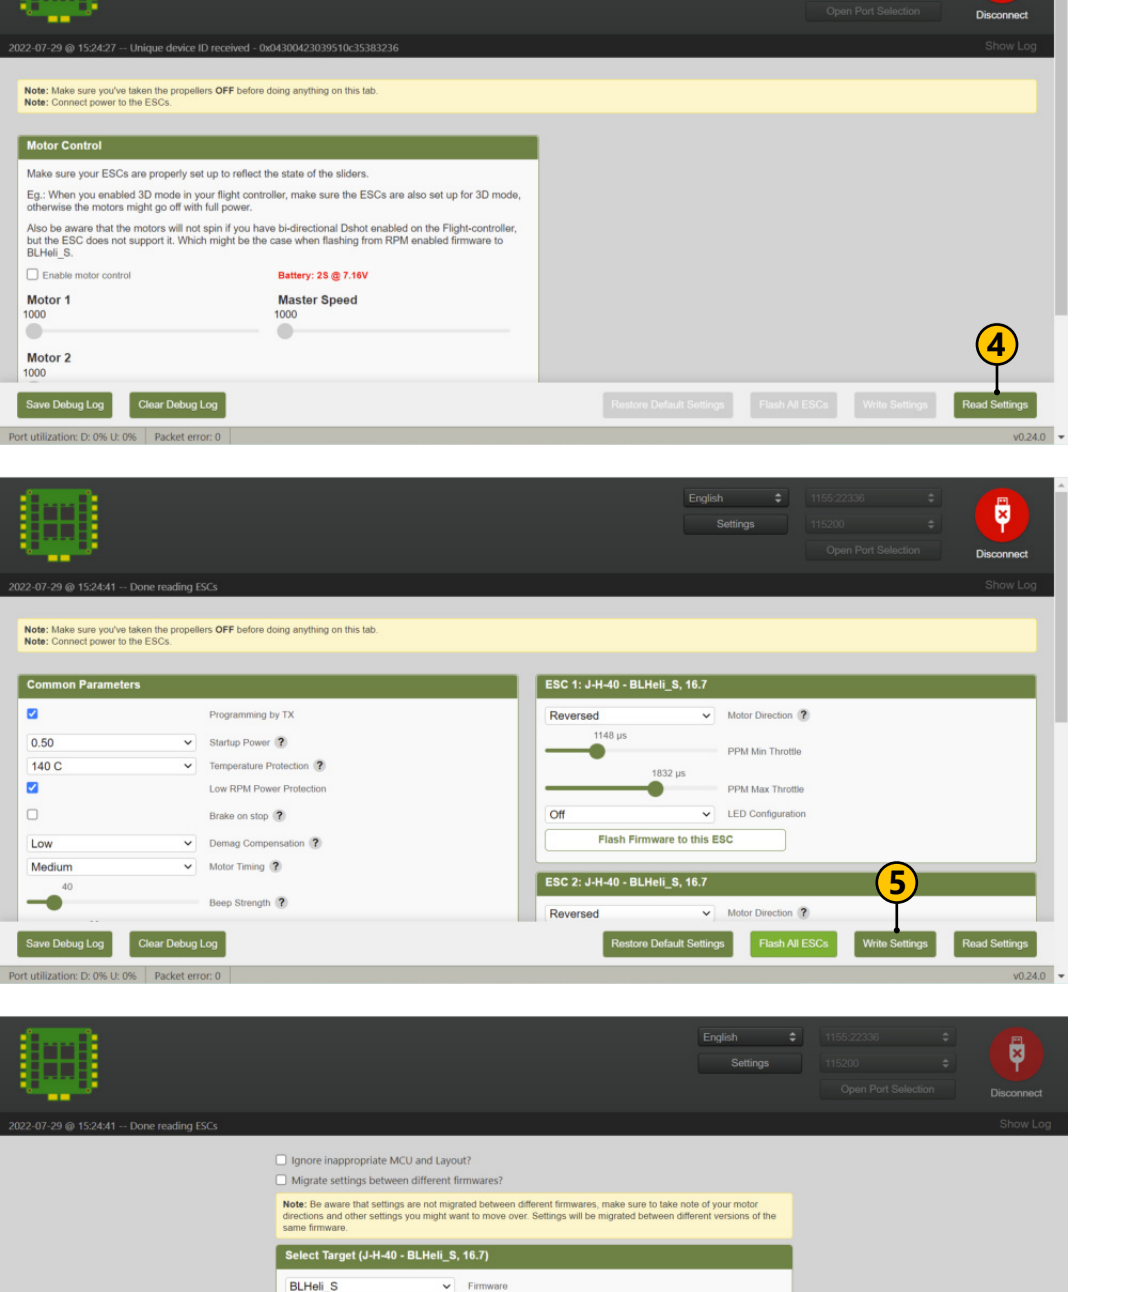 Open Port Selection
Disconnect
2022-07-29 @ 15:24:27 -- Unique device ID received - 0x04300423039510c35383236
Show Log
Note: Make sure you've taken the propellers OFF before doing anything on this tab.
Note: Connect power to the ESCs.
Motor Control
Make sure your ESCs are properly set up to reflect the state of the sliders.
Eg.: When you enabled 3D mode in your flight controller, make sure the ESCs are also set up for 3D mode,
otherwise the motors might go off with full power.
Also be aware that the motors will not spin if you have bi-directional Dshot enabled on the Flight-controller,
but the ESC does not support it. Which might be the case when flashing from RPM enabled firmware to
BLHeli_S.
Enable motor control
Battery: 2S @ 7.16V
Motor 1
Master Speed
1000
1000
4
Motor 2
1000
Save Debug Log
Clear Debug Log
Restore Default Settings
Flash All ESCs
Write Settings
Read Settings
Port utilization: D: 0% U: 0%
Packet error: 0
v0.24.0
English
1155:22336
Settings
115200
Open Port Selection
Disconnect
2022-07-29 @ 15:24:41 -- Done reading ESCs
Show Log
Note: Make sure you've taken the propellers OFF before doing anything on this tab.
Note: Connect power to the ESCs.
Common Parameters
Programming by TX
0.50
Startup Power ?
140 C
Temperature Protection ?
Low RPM Power Protection
Brake on stop ?
Low
Demag Compensation ?
Medium
Motor Timing ?
40
Beep Strength ?
ESC 1: J-H-40 - BLHeli_S, 16.7
Reversed
Motor Direction ?
1148 µs
PPM Min Throttle
1832 µs
PPM Max Throttle
Off
LED Configuration
Flash Firmware to this ESC
ESC 2: J-H-40 - BLHeli_S, 16.7
5
Reversed
Motor Direction ?
Save Debug Log
Clear Debug Log
Restore Default Settings
Flash All ESCs
Write Settings
Read Settings
Port utilization: D: 0% U: 0%
Packet error: 0
v0.24.0
English
1155:22336
Settings
115200
Open Port Selection
Disconnect
2022-07-29 @ 15:24:41 -- Done reading ESCs
Show Log
Ignore inappropriate MCU and Layout?
Migrate settings between different firmwares?
Note: Be aware that settings are not migrated between different firmwares, make sure to take note of your motor
directions and other settings you might want to move over. Settings will be migrated between different versions of the
same firmware.
Select Target (J-H-40 - BLHeli_S, 16.7)
BLHeli_S
Firmware